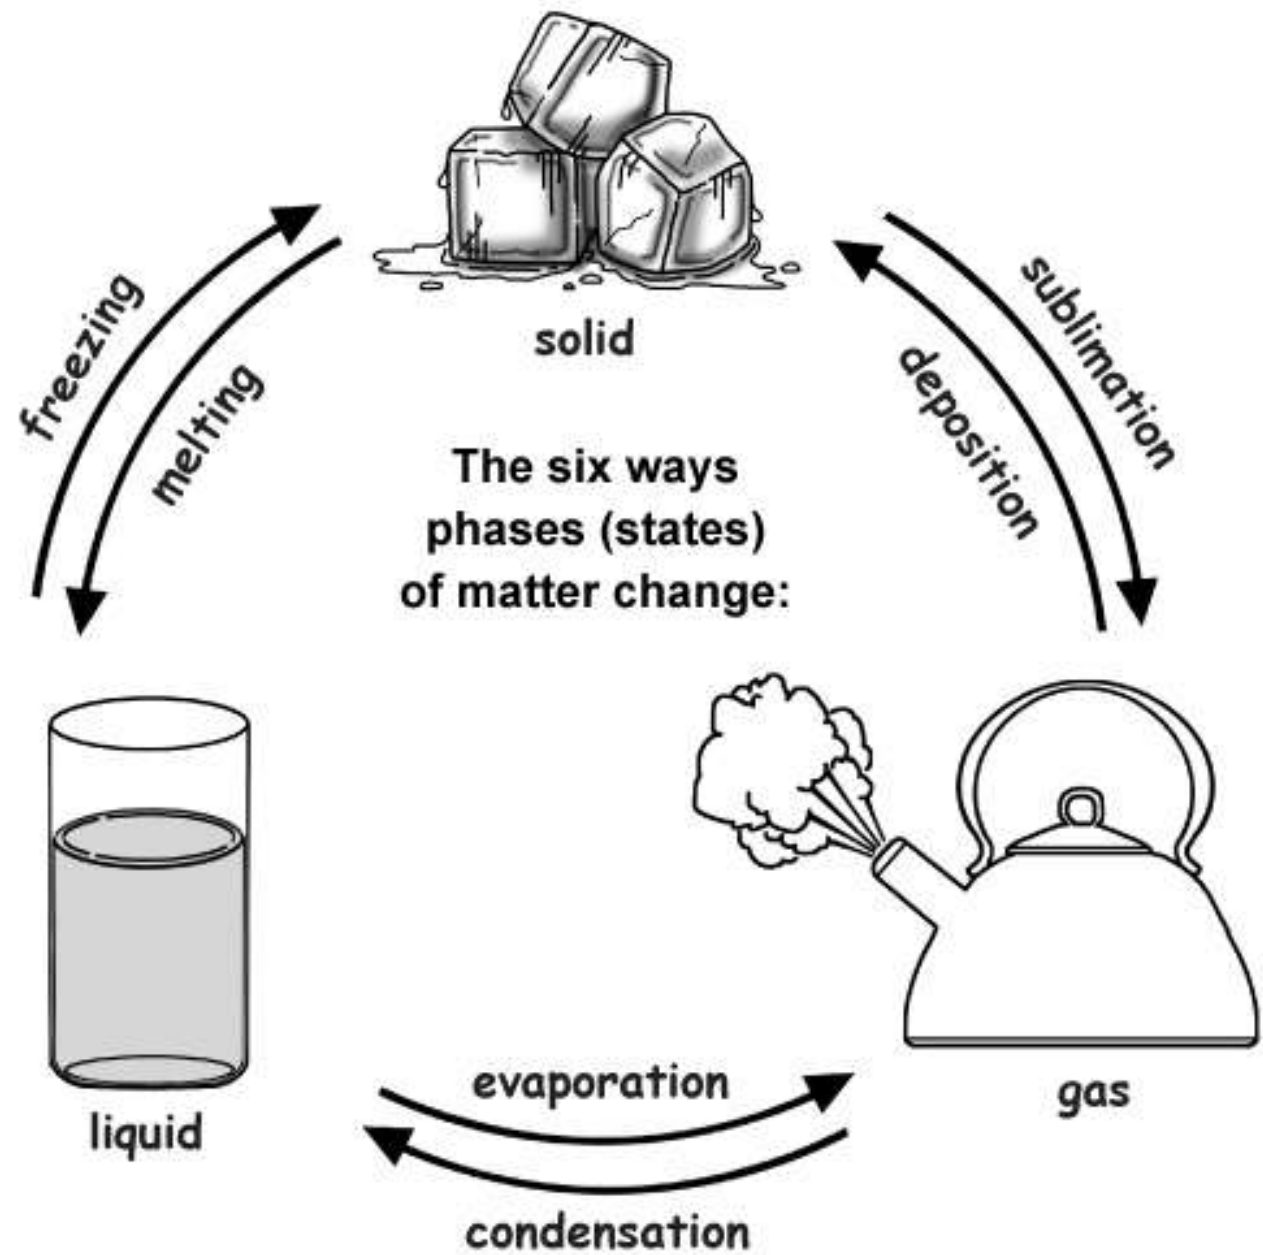 solid
freezing
melting
sublimation
deposition
The six ways
phases (states)
of matter change:
liquid
gas
evaporation
condensation